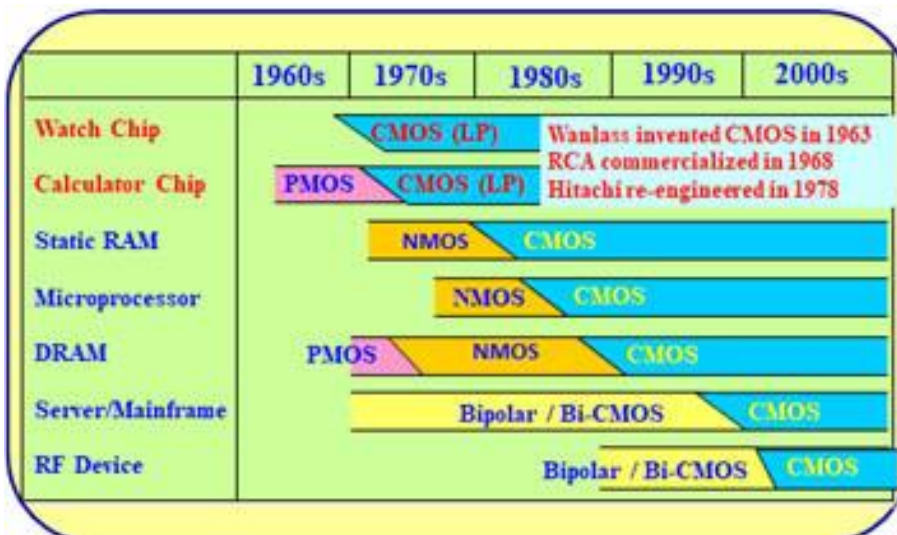 1960s 1970s 1980s 1990s 2000s
Watch Chip CMOS (LP) Wanlass invented CMOS in 1963
RCA commercialized in 1968
Calculator Chip PMOS CMOS (LP) Hitachi re-engineered in 1978
Static RAM NMOS CMOS
Microprocessor NMOS CMOS
DRAM PMOS NMOS CMOS
Server/Mainframe Bipolar / Bi-CMOS CMOS
RF Device Bipolar / Bi-CMOS CMOS